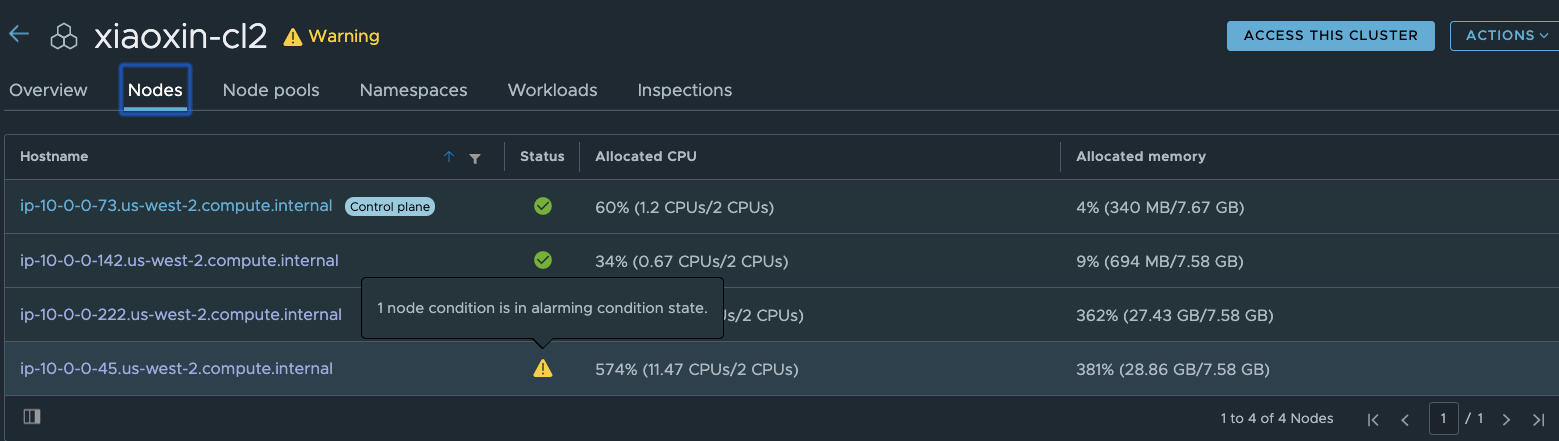 xiaoxin-cl2 Warning ACCESS THIS CLUSTER ACTIONS
Overview Nodes Node pools Namespaces Workloads Inspections
Hostname Status Allocated CPU Allocated memory
ip-10-0-0-73.us-west-2.compute.internal Control plane 60% (1.2 CPUs/2 CPUs) 4% (340 MB/7.67 GB)
ip-10-0-0-142.us-west-2.compute.internal 34% (0.67 CPUs/2 CPUs) 9% (694 MB/7.58 GB)
1 node condition is in alarming condition state.
ip-10-0-0-222.us-west-2.compute.internal /2 CPUs) 362% (27.43 GB/7.58 GB)
ip-10-0-0-45.us-west-2.compute.internal 574% (11.47 CPUs/2 CPUs) 381% (28.86 GB/7.58 GB)
1 to 4 of 4 Nodes 1 / 1